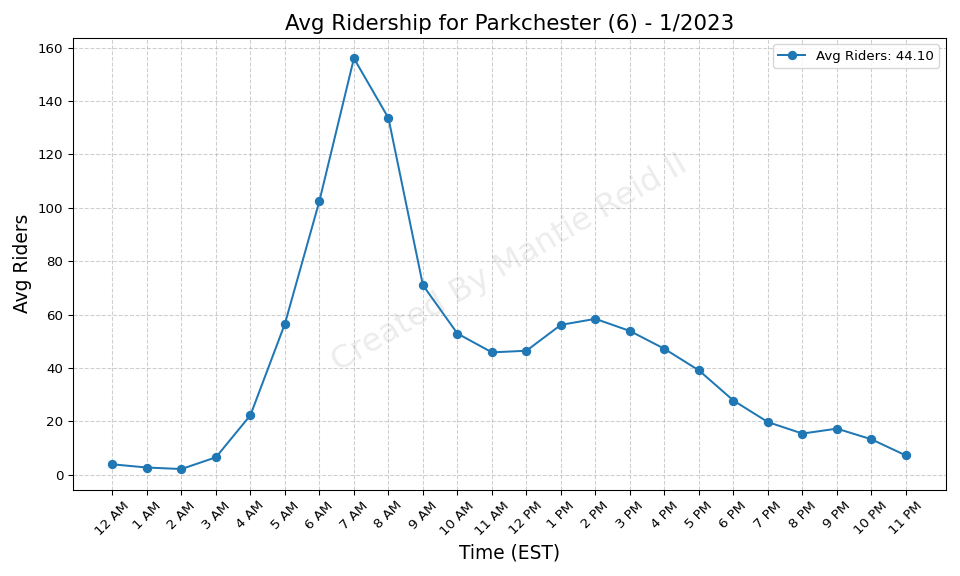 Avg Ridership for Parkchester (6) - 1/2023
Avg Riders: 44.10
160
140
120
100
80
60
40
20
0
Avg Riders
Created By Mantle Reid II
12 AM
1 AM
2 AM
3 AM
4 AM
5 AM
6 AM
7 AM
8 AM
9 AM
10 AM
11 AM
12 PM
1 PM
2 PM
3 PM
4 PM
5 PM
6 PM
7 PM
8 PM
9 PM
10 PM
11 PM
Time (EST)